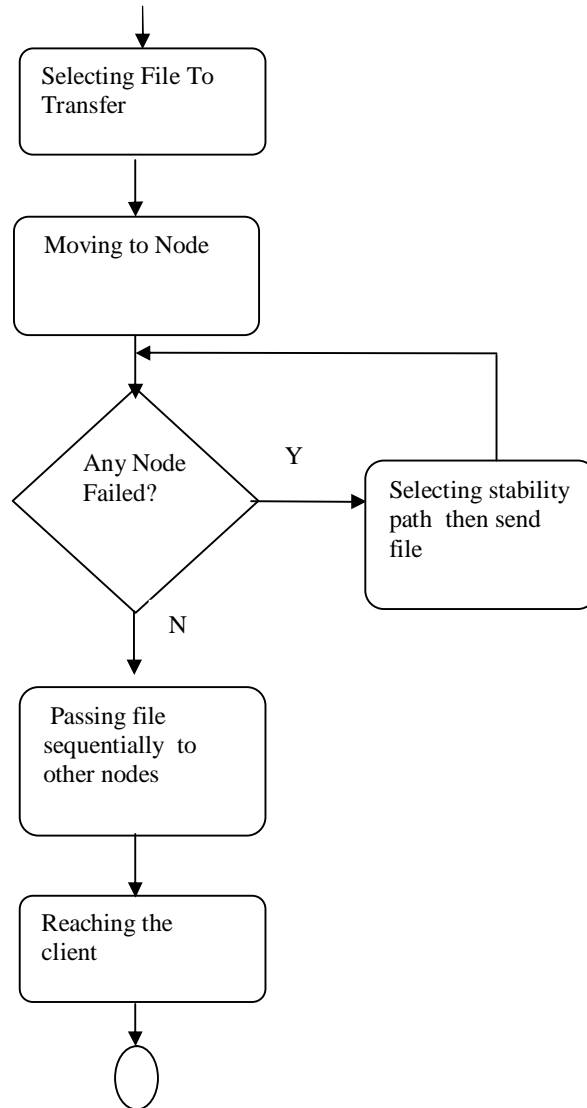 Selecting File To
Transfer
Moving to Node
Any Node
Failed?
Y
Selecting stability
path then send
file
N
Passing file
sequentially to
other nodes
Reaching the
client